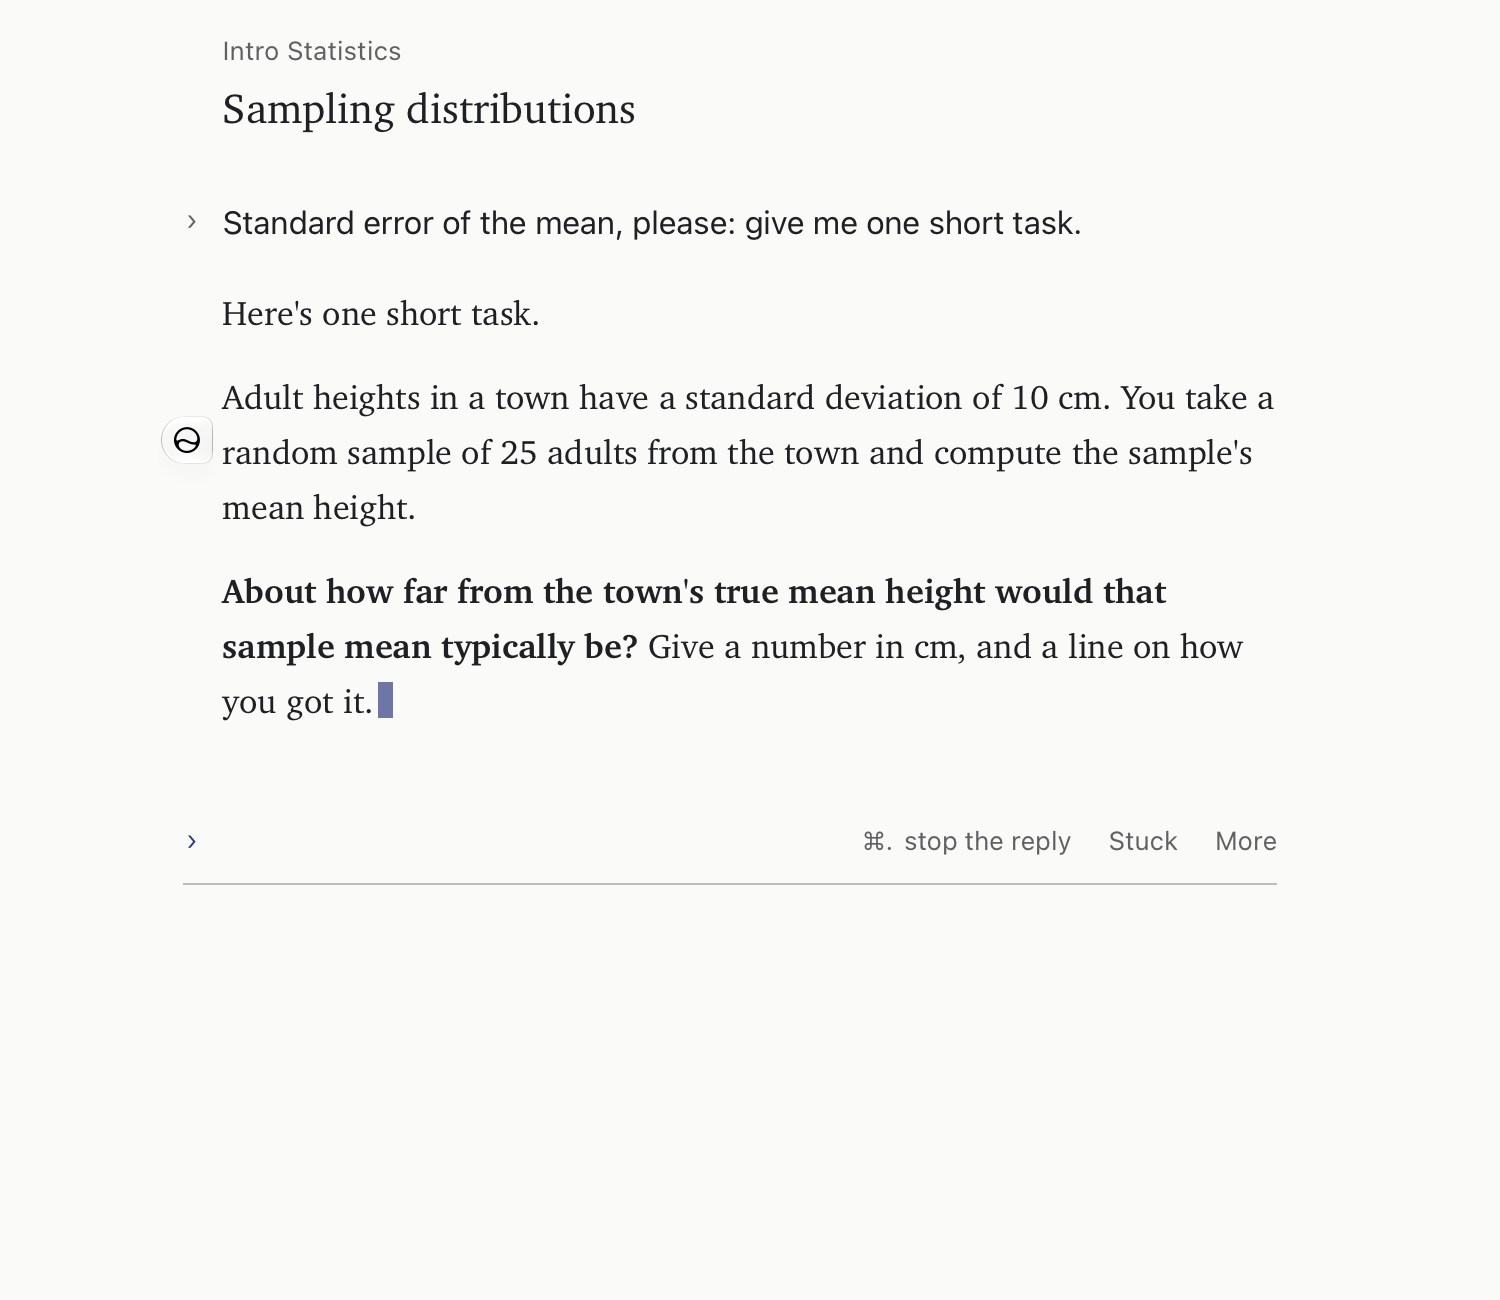 Intro Statistics
Sampling distributions
› Standard error of the mean, please: give me one short task.
Here's one short task.
Adult heights in a town have a standard deviation of 10 cm. You take a
random sample of 25 adults from the town and compute the sample's
mean height.
About how far from the town's true mean height would that
sample mean typically be? Give a number in cm, and a line on how
you got it.
› ⌘. stop the reply Stuck More